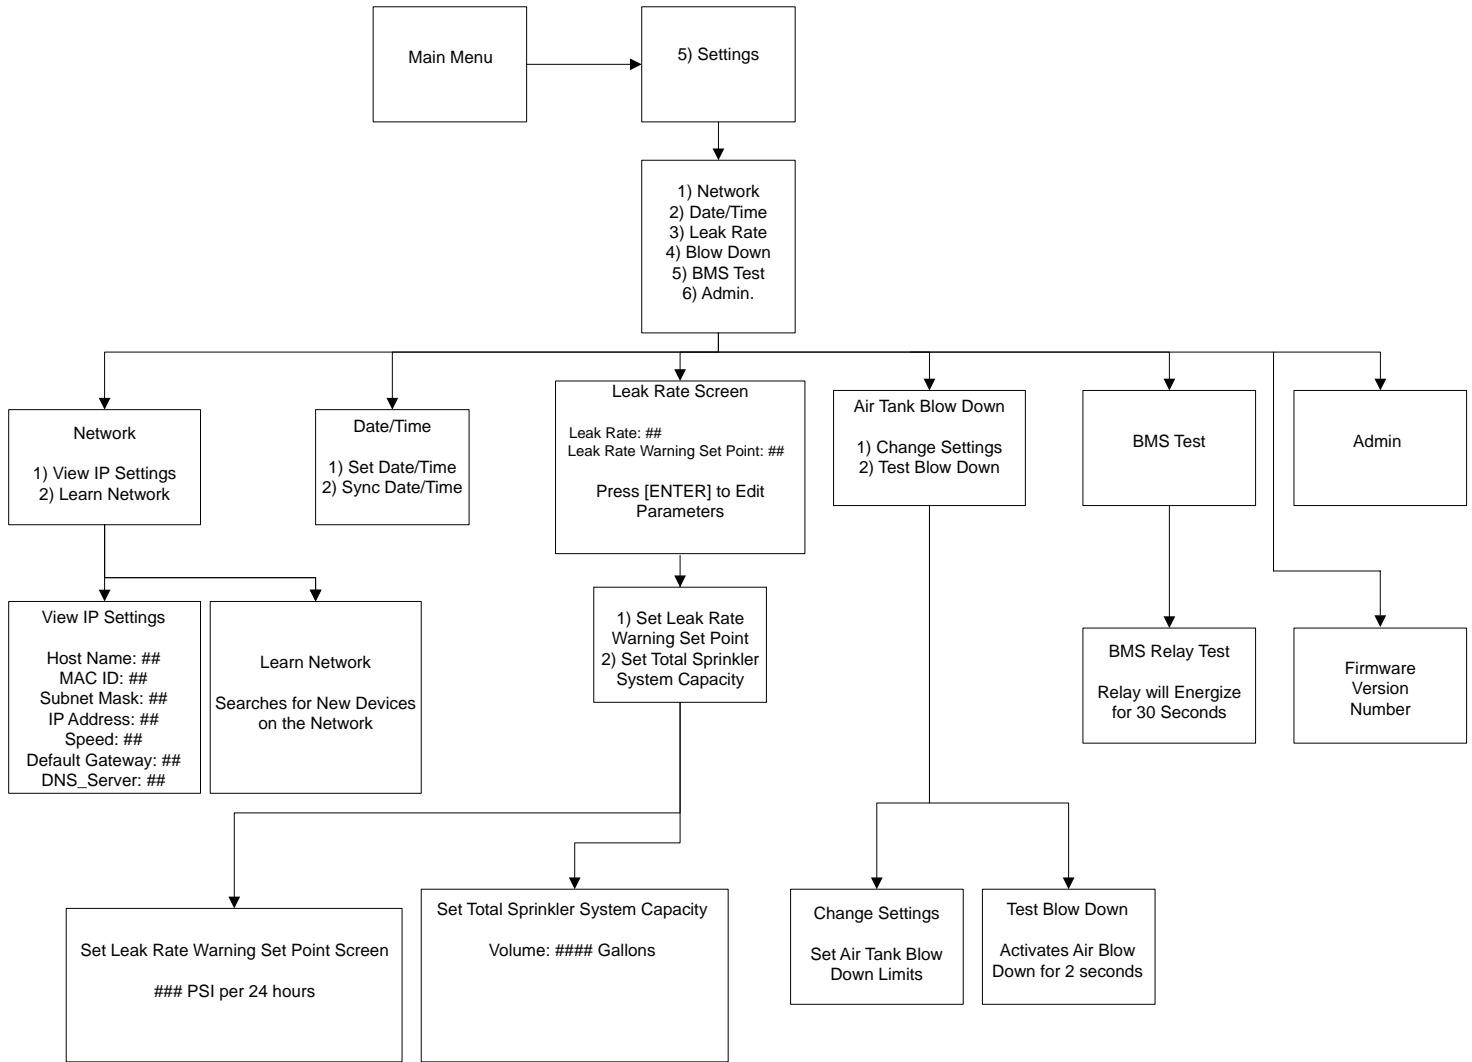 Main Menu
5) Settings
1) Network
2) Date/Time
3) Leak Rate
4) Blow Down
5) BMS Test
6) Admin.
Network
1) View IP Settings
2) Learn Network
Date/Time
1) Set Date/Time
2) Sync Date/Time
Leak Rate Screen
Leak Rate: ##
Leak Rate Warning Set Point: ##
Press [ENTER] to Edit
Parameters
Air Tank Blow Down
1) Change Settings
2) Test Blow Down
BMS Test
Admin
View IP Settings
Host Name: ##
MAC ID: ##
Subnet Mask: ##
IP Address: ##
Speed: ##
Default Gateway: ##
DNS_Server: ##
Learn Network
Searches for New Devices
on the Network
1) Set Leak Rate
Warning Set Point
2) Set Total Sprinkler
System Capacity
BMS Relay Test
Relay will Energize
for 30 Seconds
Firmware
Version
Number
Set Leak Rate Warning Set Point Screen
### PSI per 24 hours
Set Total Sprinkler System Capacity
Volume: #### Gallons
Change Settings
Set Air Tank Blow
Down Limits
Test Blow Down
Activates Air Blow
Down for 2 seconds